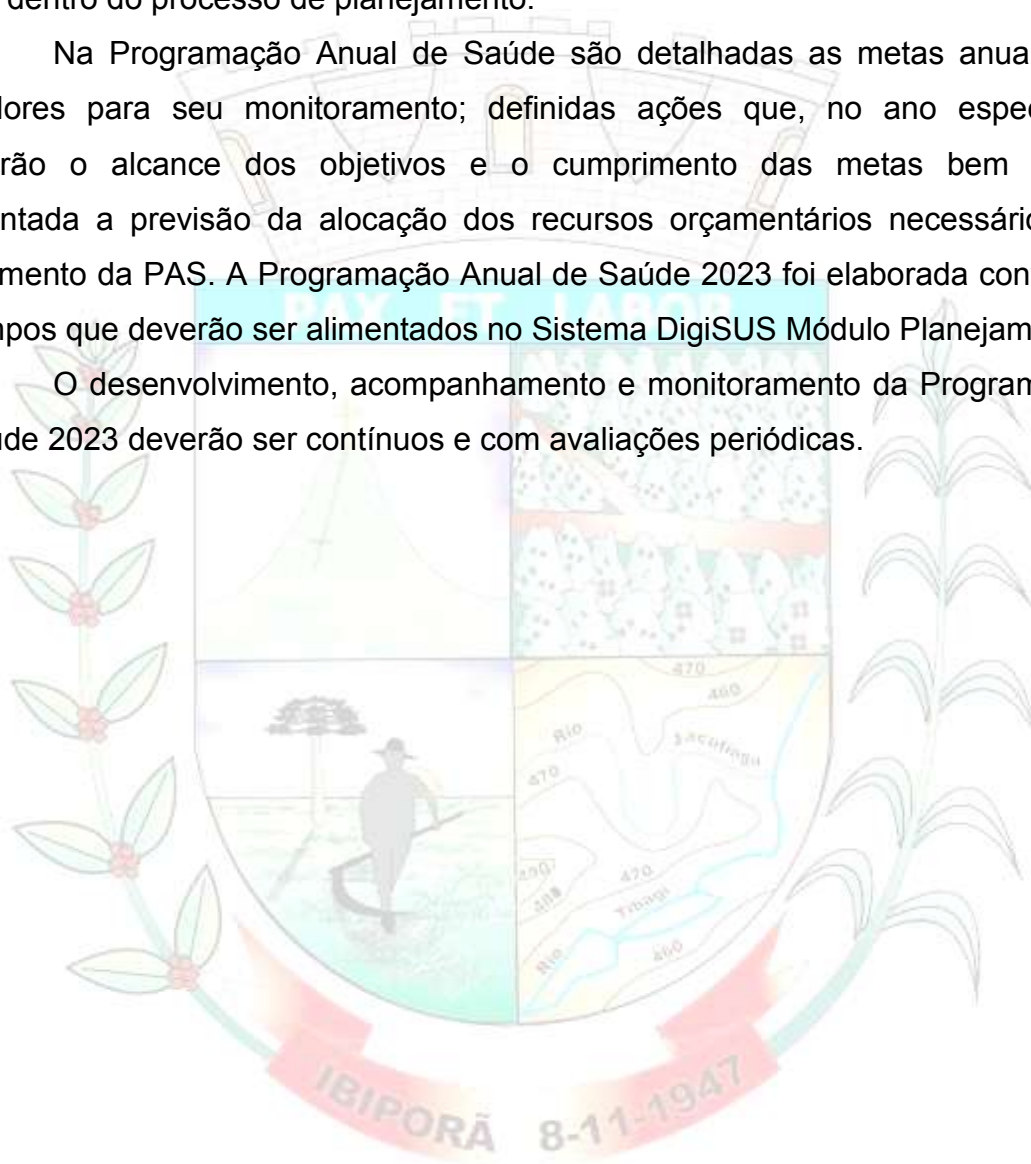 dentro do processo de planejamento.
Na Programação Anual de Saúde são detalhadas as metas anua
lores para seu monitoramento; definidas ações que, no ano espec
rão o alcance dos objetivos e o cumprimento das metas bem
ntada a previsão da alocação dos recursos orçamentários necessário
mento da PAS. A Programação Anual de Saúde 2023 foi elaborada con
npos que deverão ser alimentados no Sistema DigiSUS Módulo Planejam
O desenvolvimento, acompanhamento e monitoramento da Program
de 2023 deverão ser contínuos e com avaliações periódicas.
PAX ET LABOR
470
460
Rio Jacutinga
470
470
Rio Tibagi
460
IBIPORÃ 8-11-1947